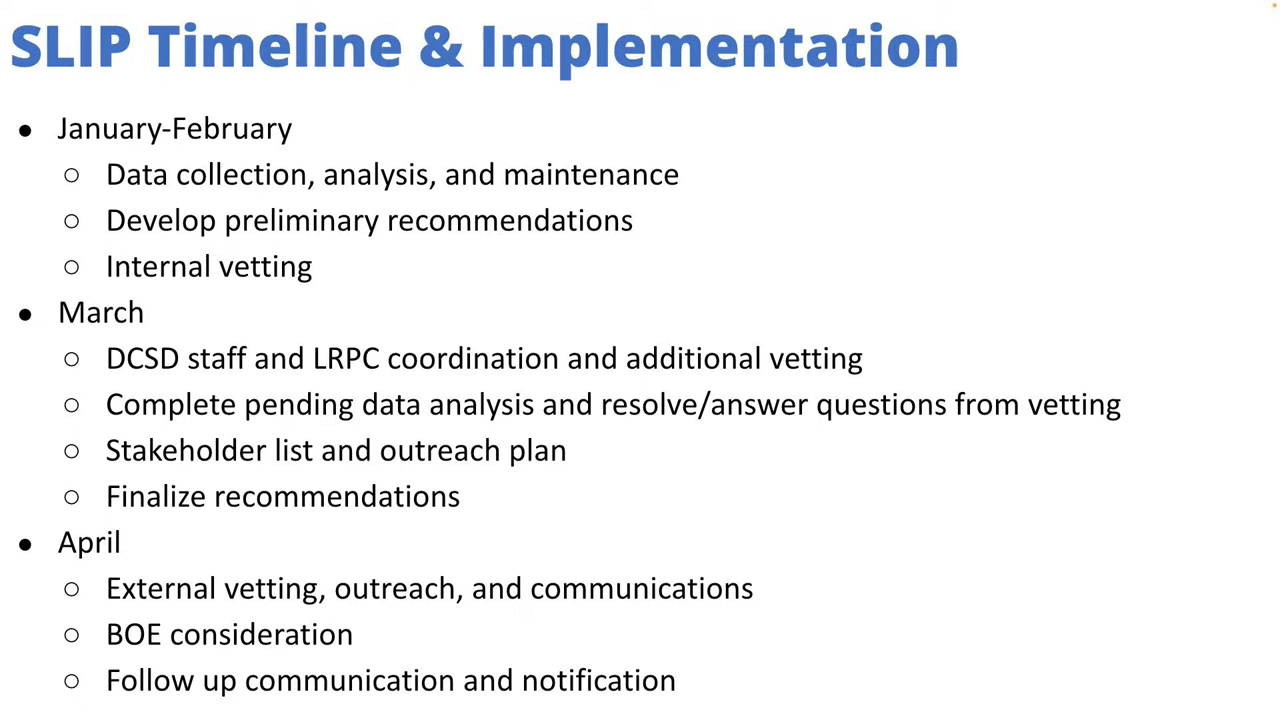 SLIP Timeline & Implementation
● January-February
○ Data collection, analysis, and maintenance
○ Develop preliminary recommendations
○ Internal vetting
● March
○ DCSD staff and LRPC coordination and additional vetting
○ Complete pending data analysis and resolve/answer questions from vetting
○ Stakeholder list and outreach plan
○ Finalize recommendations
● April
○ External vetting, outreach, and communications
○ BOE consideration
○ Follow up communication and notification